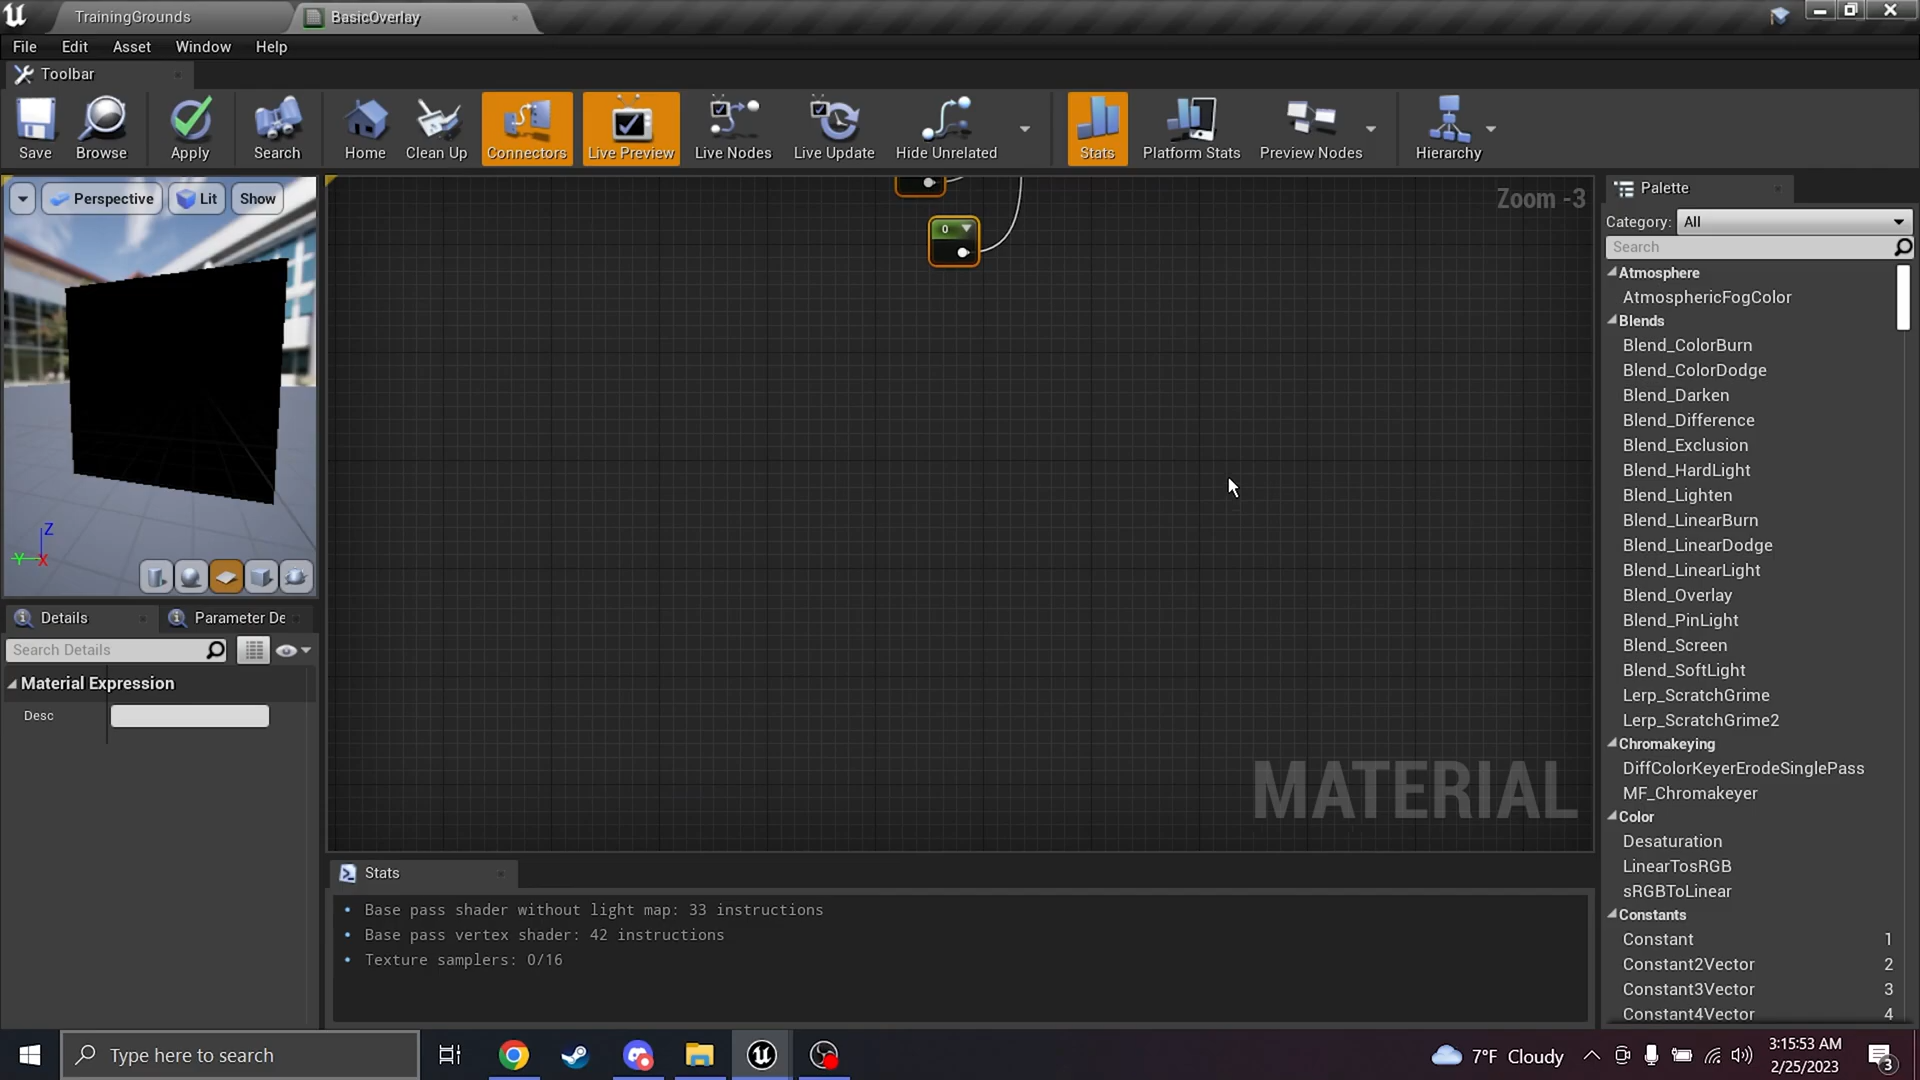 TrainingGrounds
BasicOverlay
File
Edit
Asset
Window
Help
Toolbar
Save
Browse
Apply
Search
Home
Clean Up
Connectors
Live Preview
Live Nodes
Live Update
Hide Unrelated
Stats
Platform Stats
Preview Nodes
Hierarchy
Perspective
Lit
Show
Z
Y
X
0
Zoom -3
MATERIAL
Palette
Category:
All
Search
Atmosphere
AtmosphericFogColor
Blends
Blend_ColorBurn
Blend_ColorDodge
Blend_Darken
Blend_Difference
Blend_Exclusion
Blend_HardLight
Blend_Lighten
Blend_LinearBurn
Blend_LinearDodge
Blend_LinearLight
Blend_Overlay
Blend_PinLight
Blend_Screen
Blend_SoftLight
Lerp_ScratchGrime
Lerp_ScratchGrime2
Chromakeying
DiffColorKeyerErodeSinglePass
MF_Chromakeyer
Color
Desaturation
LinearTosRGB
sRGBToLinear
Constants
Constant 1
Constant2Vector 2
Constant3Vector 3
Constant4Vector 4
Details
Parameter De
Search Details
Material Expression
Desc
Stats
Base pass shader without light map: 33 instructions
Base pass vertex shader: 42 instructions
Texture samplers: 0/16
Type here to search
7°F Cloudy
3:15:53 AM
2/25/2023
3